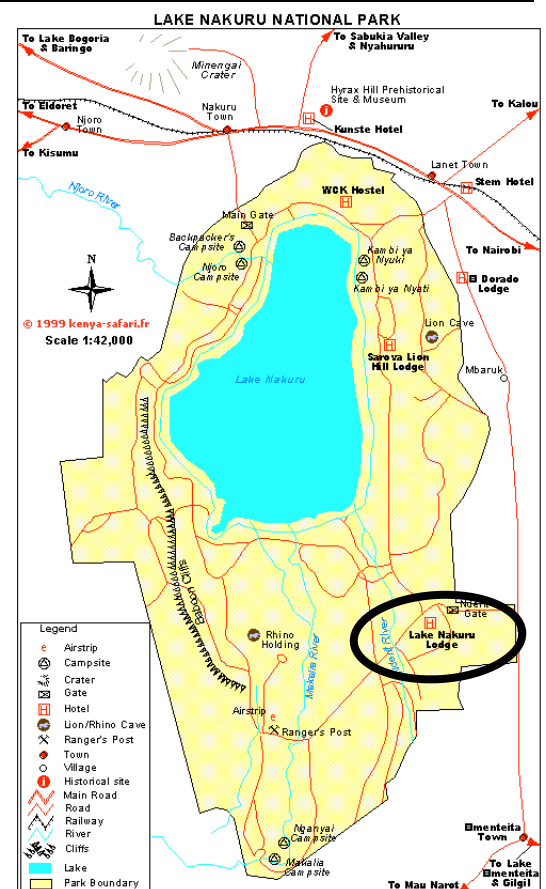 LAKE NAKURU NATIONAL PARK
To Lake Bogoria
& Baringo
To Sabukia Valley
& Nyahururu
Minengai
Crater
Hyrax Hill Prehistorical
Site & Museum
To Eldoret
Njoro
Town
Nakuru
Town
Kunste Hotel
To Kalou
To Kisumu
Lanet Town
Stem Hotel
Njoro River
WCK Hostel
Main Gate
To Nairobi
Backpacker's
Campsite
Njoro
Campsite
Kambi ya
Nyuki
Kambi ya Nyati
Dorado
Lodge
N
© 1999 kenya-safari.fr
Scale 1:42,000
Lion Cave
Sarova Lion
Hill Lodge
Mbaruk
Lake Nakuru
Baboon Cliffs
Nderit
Gate
Lake Nakuru
Lodge
Rhino
Holding
Makalia River
River
Airstrip
e
Ranger's Post
Nganyai
Campsite
Makalia
Campsite
Legend
e Airstrip
Campsite
Crater
Gate
H Hotel
Lion/Rhino Cave
Ranger's Post
Town
Village
i Historical site
Main Road
Road
Railway
River
Cliffs
Lake
Park Boundary
Elmenteita
Town
To Lake
Elmenteita
& Gilgil
To Mau Narot